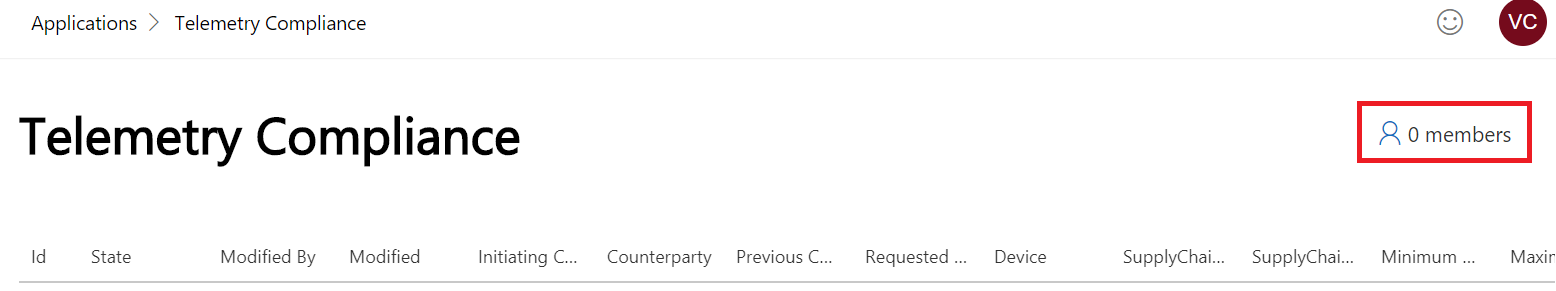 Applications > Telemetry Compliance
VC
Telemetry Compliance
0 members
Id State Modified By Modified Initiating C... Counterparty Previous C... Requested ... Device SupplyChai... SupplyChai... Minimum ... Maxim